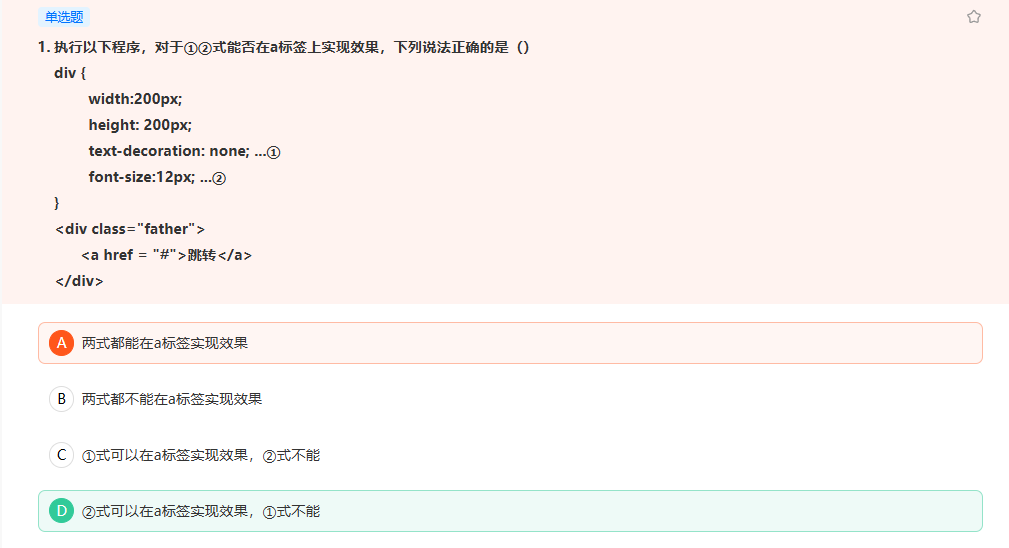 单选题
1. 执行以下程序，对于①②式能否在a标签上实现效果，下列说法正确的是（）
div {
width:200px;
height: 200px;
text-decoration: none; ...①
font-size:12px; ...②
}
<div class="father">
<a href = "#">跳转</a>
</div>
A 两式都能在a标签实现效果
B 两式都不能在a标签实现效果
C ①式可以在a标签实现效果，②式不能
D ②式可以在a标签实现效果，①式不能